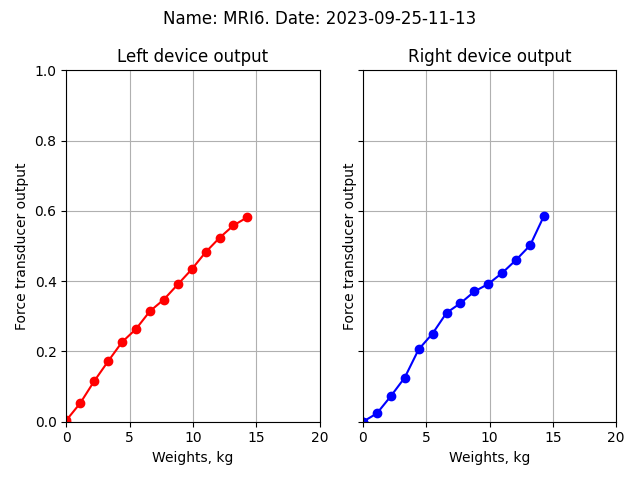 Name: MRI6. Date: 2023-09-25-11-13
Left device output
Right device output
Force transducer output
1.0
0.8
0.6
0.4
0.2
0.0
0 5 10 15 20
Weights, kg
Force transducer output
0 5 10 15 20
Weights, kg